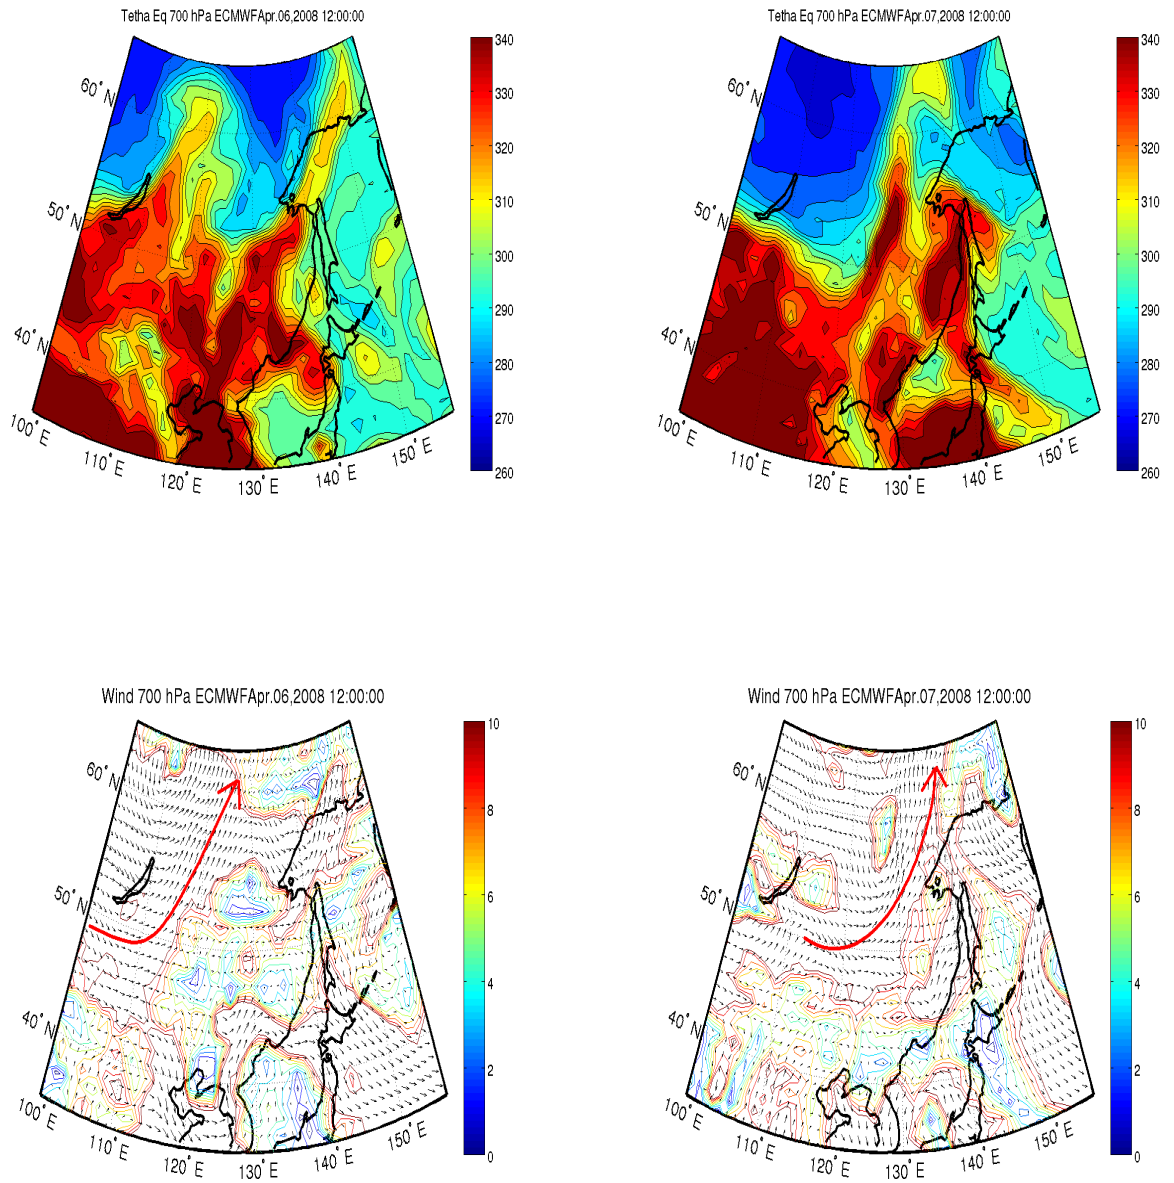 Tetha Eq 700 hPa ECMWFApr.06,2008 12:00:00
60° N
50° N
40° N
100° E
110° E
120° E
130° E
140° E
150° E
340
330
320
310
300
290
280
270
260
Tetha Eq 700 hPa ECMWFApr.07,2008 12:00:00
60° N
50° N
40° N
100° E
110° E
120° E
130° E
140° E
150° E
340
330
320
310
300
290
280
270
260
Wind 700 hPa ECMWFApr.06,2008 12:00:00
60° N
50° N
40° N
100° E
110° E
120° E
130° E
140° E
150° E
10
8
6
4
2
0
Wind 700 hPa ECMWFApr.07,2008 12:00:00
60° N
50° N
40° N
100° E
110° E
120° E
130° E
140° E
150° E
10
8
6
4
2
0